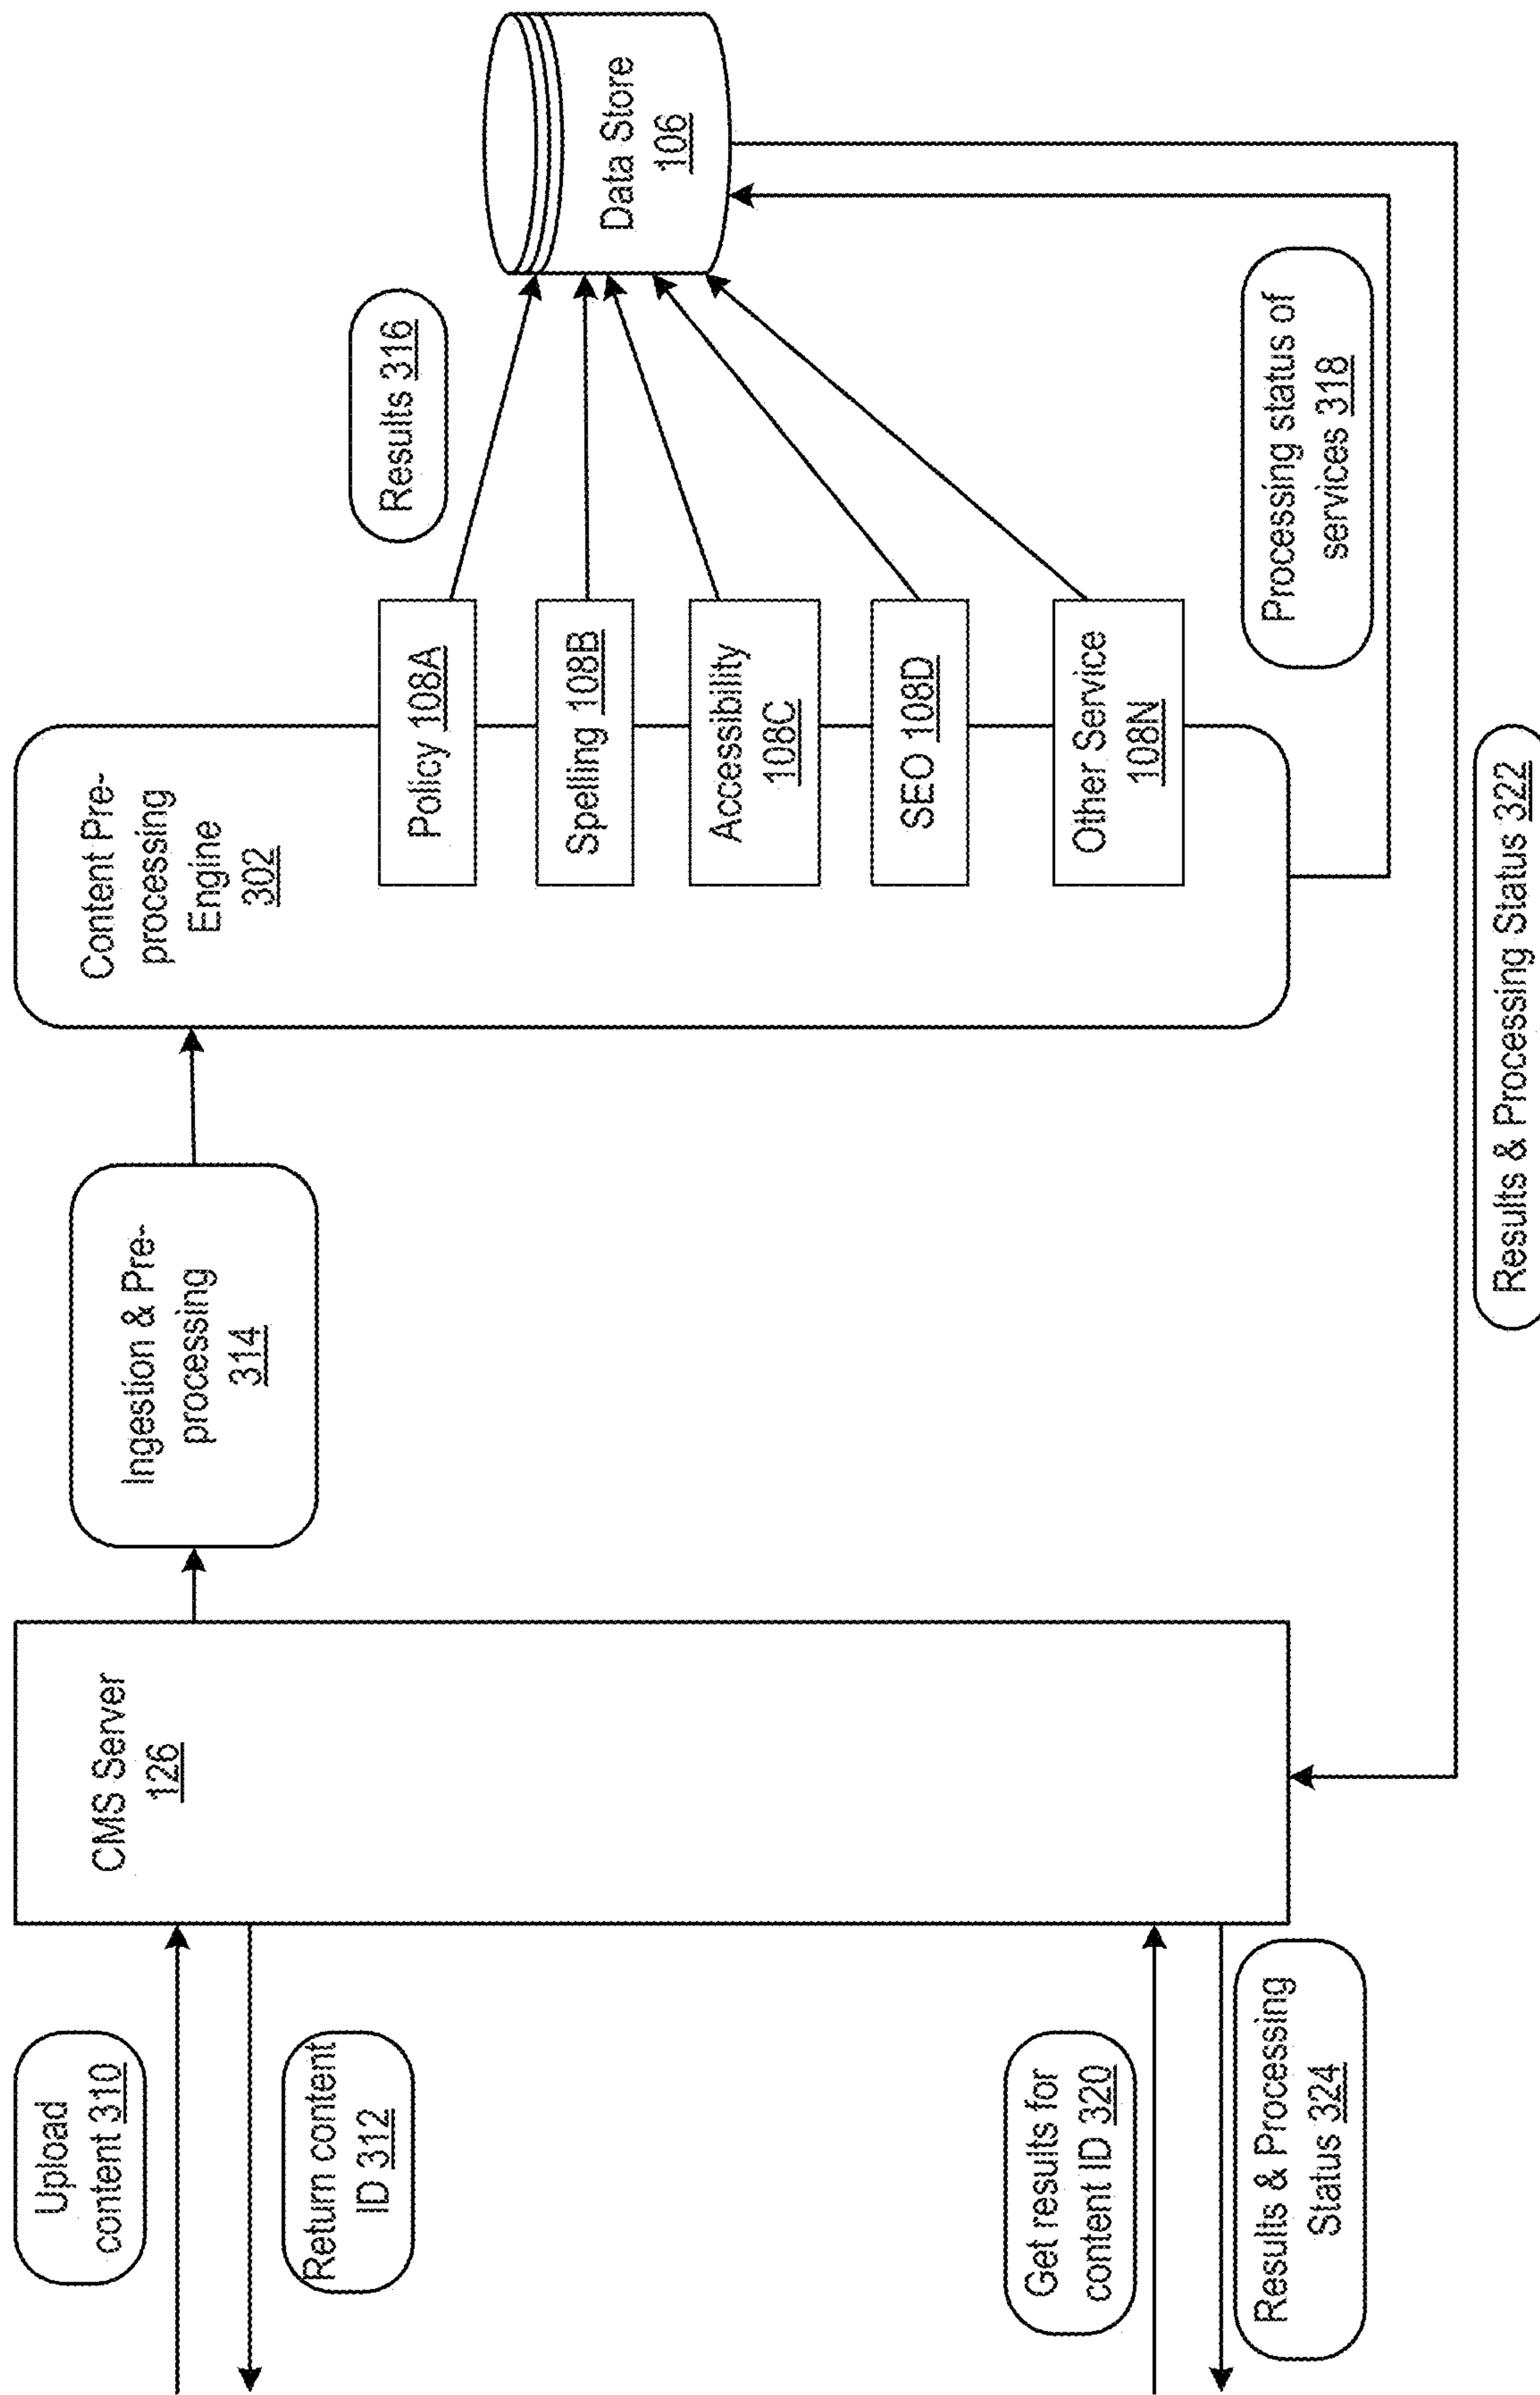 Upload
content 310
Return content
ID 312
Get results for
content ID 320
Results & Processing
Status 324
CMS Server
126
Ingestion & Pre-
processing
314
Content Pre-
processing
Engine
302
Policy 108A
Spelling 108B
Accessibility
108C
SEO 108D
Other Service
108N
Results 316
Data Store
106
Processing status of
services 318
Results & Processing Status 322